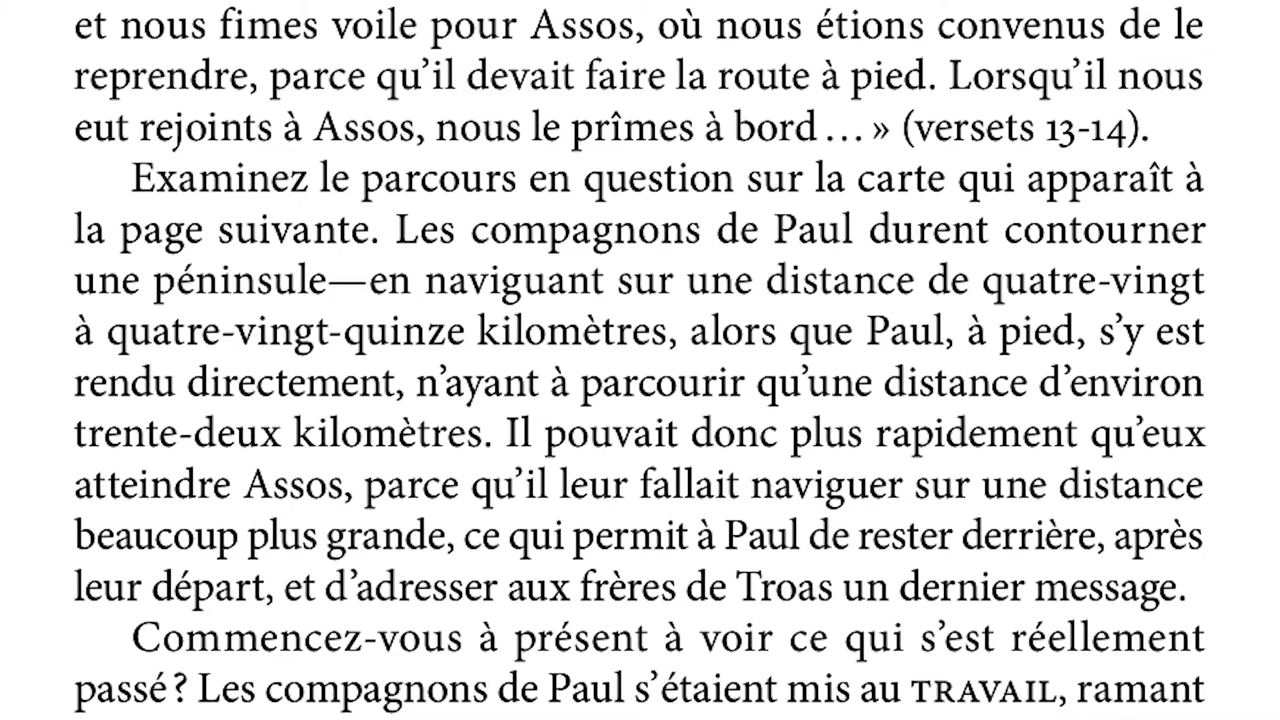 et nous fimes voile pour Assos, où nous étions convenus de le
reprendre, parce qu’il devait faire la route à pied. Lorsqu’il nous
eut rejoints à Assos, nous le prîmes à bord … » (versets 13-14).
Examinez le parcours en question sur la carte qui apparaît à
la page suivante. Les compagnons de Paul durent contourner
une péninsule—en naviguant sur une distance de quatre-vingt
à quatre-vingt-quinze kilomètres, alors que Paul, à pied, s’y est
rendu directement, n’ayant à parcourir qu’une distance d’environ
trente-deux kilomètres. Il pouvait donc plus rapidement qu’eux
atteindre Assos, parce qu’il leur fallait naviguer sur une distance
beaucoup plus grande, ce qui permit à Paul de rester derrière, après
leur départ, et d’adresser aux frères de Troas un dernier message.
Commencez-vous à présent à voir ce qui s’est réellement
passé ? Les compagnons de Paul s’étaient mis au TRAVAIL, ramant